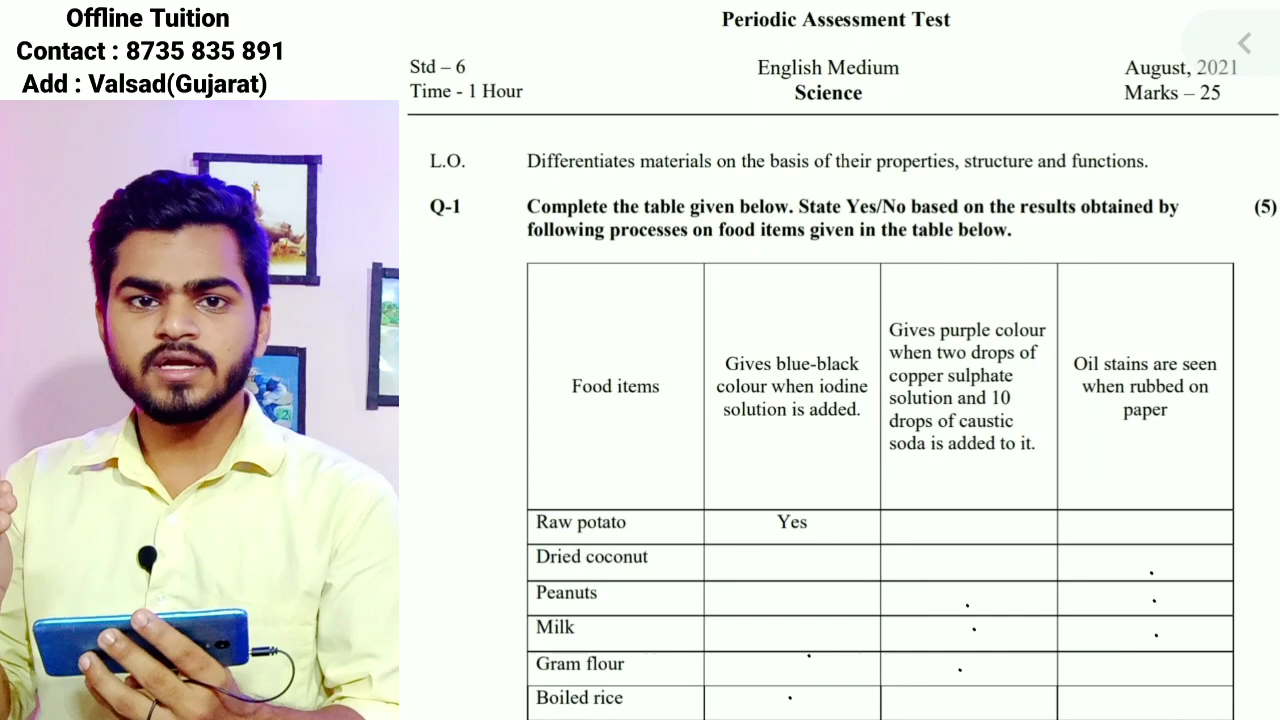 Offline Tuition
Contact : 8735 835 891
Add : Valsad(Gujarat)
Periodic Assessment Test
Std – 6 English Medium August, 2021
Time - 1 Hour Science Marks – 25
L.O. Differentiates materials on the basis of their properties, structure and functions.
Q-1 Complete the table given below. State Yes/No based on the results obtained by (5)
following processes on food items given in the table below.
Food items
Gives blue-black
colour when iodine
solution is added.
Gives purple colour
when two drops of
copper sulphate
solution and 10
drops of caustic
soda is added to it.
Oil stains are seen
when rubbed on
paper
Raw potato Yes
Dried coconut
Peanuts
Milk
Gram flour
Boiled rice